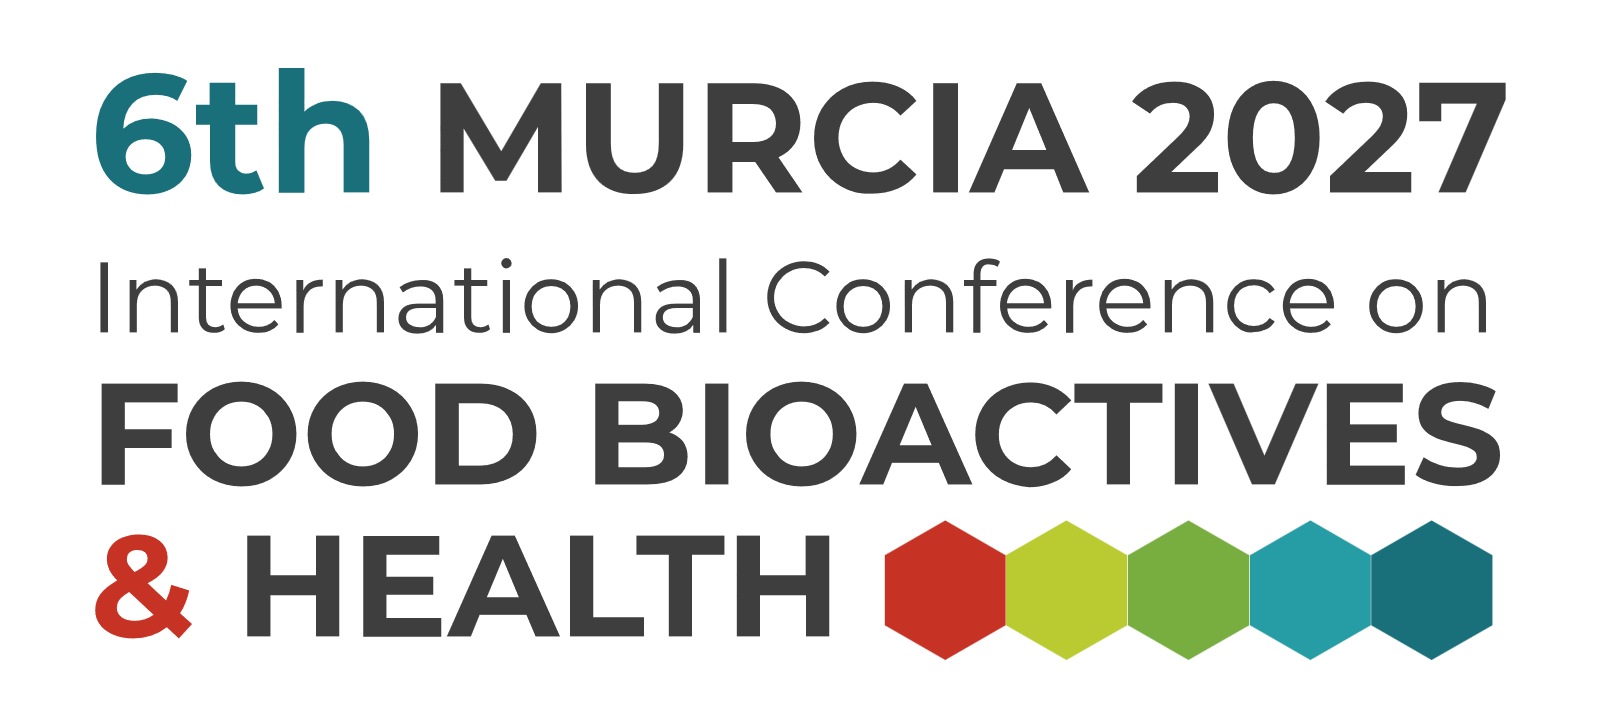 6th MURCIA 2027
International Conference on
FOOD BIOACTIVES
& HEALTH